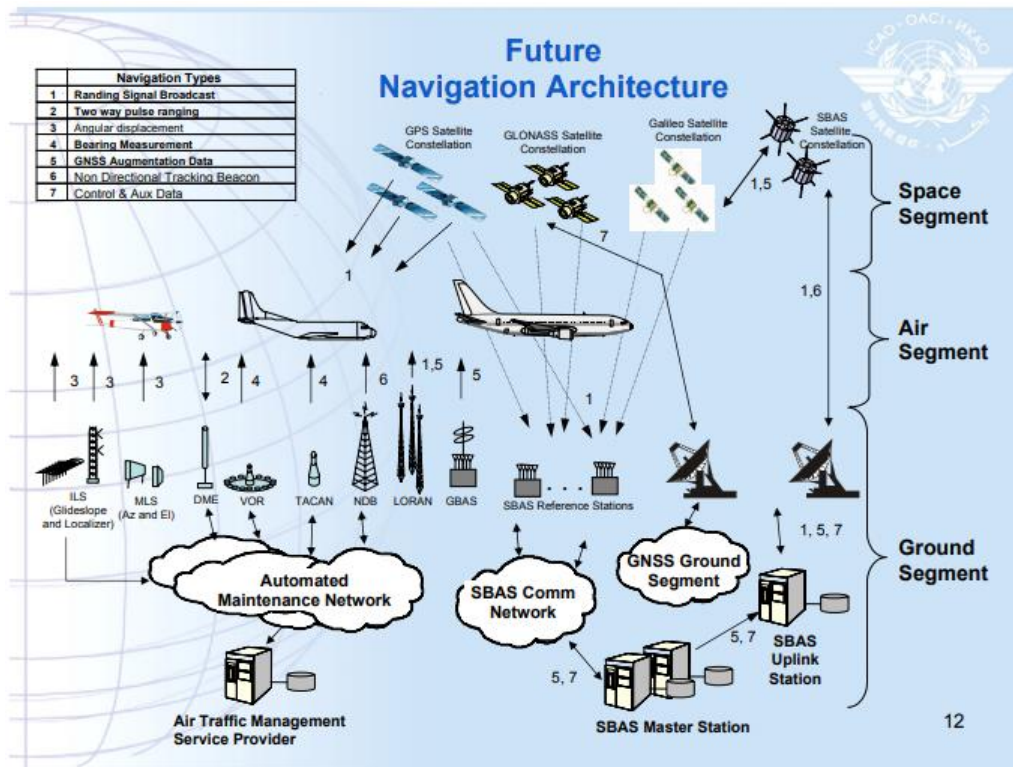 Future
Navigation Architecture
ICAO · OACI · ИКАО
Navigation Types
1 Randing Signal Broadcast
2 Two way pulse ranging
3 Angular displacement
4 Bearing Measurement
5 GNSS Augmentation Data
6 Non Directional Tracking Beacon
7 Control & Aux Data
GPS Satellite
Constellation
GLONASS Satellite
Constellation
Galileo Satellite
Constellation
SBAS
Satellite
Constellation
1,5
Space
Segment
7
1
1,6
Air
Segment
3
3
3
2
4
4
6
1,5
5
1
ILS
(Glideslope
and Localizer)
MLS
(Az and El)
DME
VOR
TACAN
NDB
LORAN
GBAS
SBAS Reference Stations
. . .
1, 5, 7
Ground
Segment
Automated
Maintenance Network
SBAS Comm
Network
GNSS Ground
Segment
5, 7
5, 7
SBAS
Uplink
Station
Air Traffic Management
Service Provider
SBAS Master Station
12